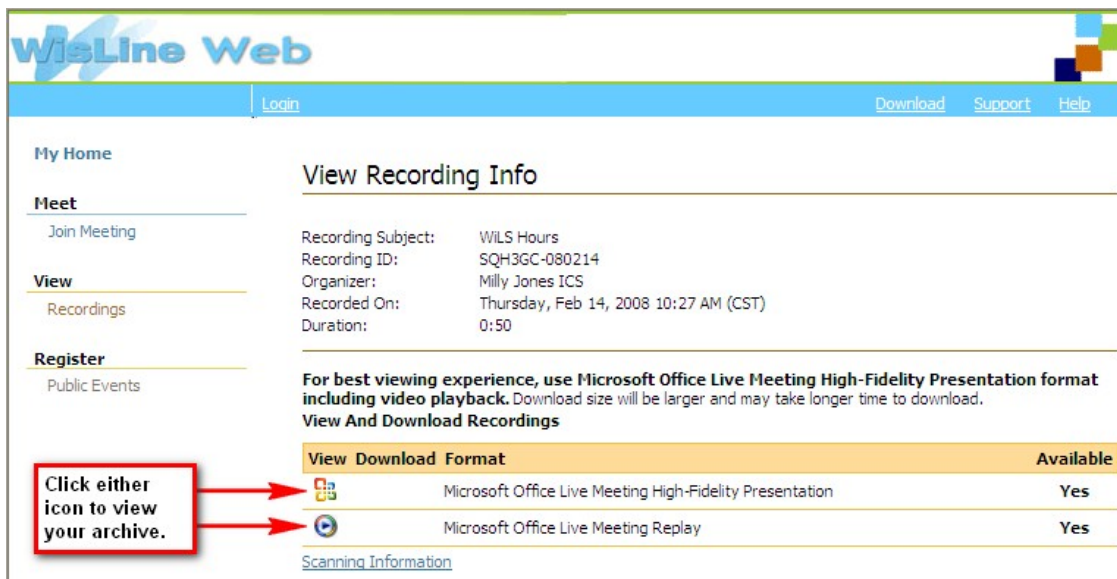 WisLine Web
Login Download Support Help
My Home
Meet
Join Meeting
View
Recordings
Register
Public Events
View Recording Info
Recording Subject: WiLS Hours
Recording ID: SQH3GC-080214
Organizer: Milly Jones ICS
Recorded On: Thursday, Feb 14, 2008 10:27 AM (CST)
Duration: 0:50
For best viewing experience, use Microsoft Office Live Meeting High-Fidelity Presentation format
including video playback. Download size will be larger and may take longer time to download.
View And Download Recordings
View Download Format Available
Microsoft Office Live Meeting High-Fidelity Presentation Yes
Microsoft Office Live Meeting Replay Yes
Scanning Information
Click either
icon to view
your archive.